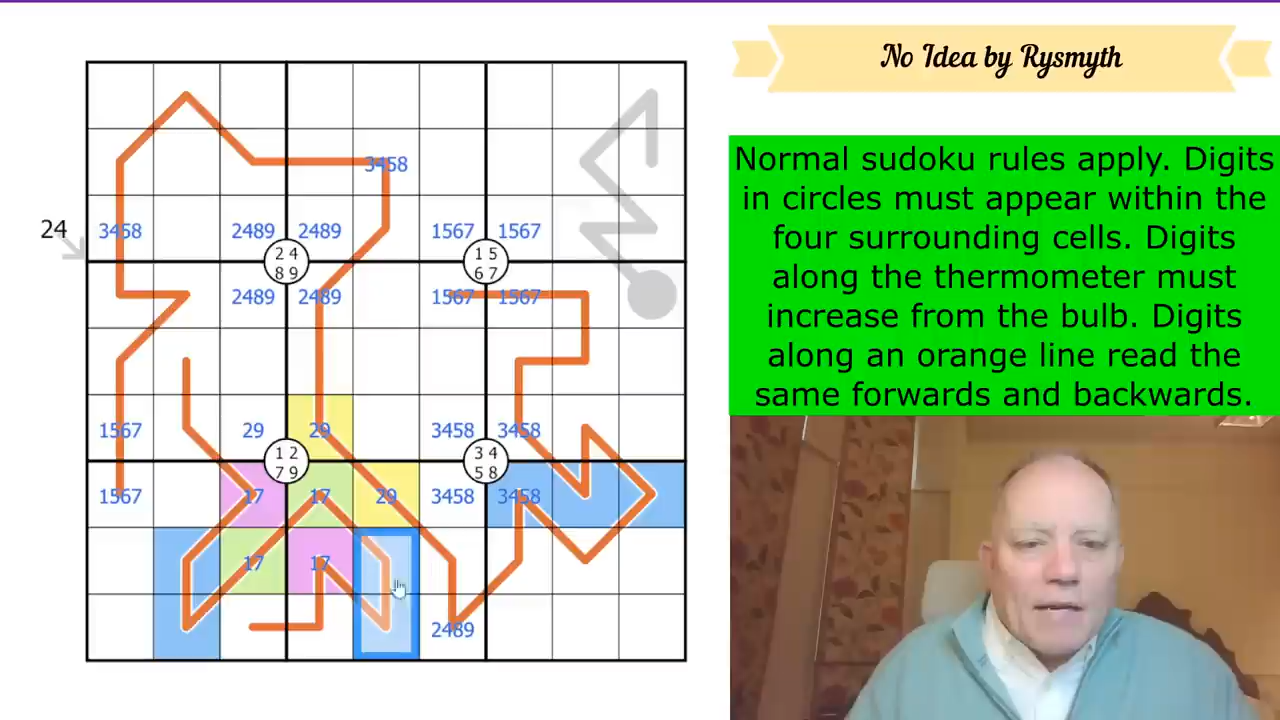 No Idea by Rysmyth
Normal sudoku rules apply. Digits
in circles must appear within the
four surrounding cells. Digits
along the thermometer must
increase from the bulb. Digits
along an orange line read the
same forwards and backwards.
3458
24 3458 2489 2489 1567 1567
2 4 1 5
8 9 6 7
2489 2489 1567 1567
1567 29 29 3458 3458
1 2 3 4
7 9 5 8
1567 17 17 29 3458 3458
17 17
2489